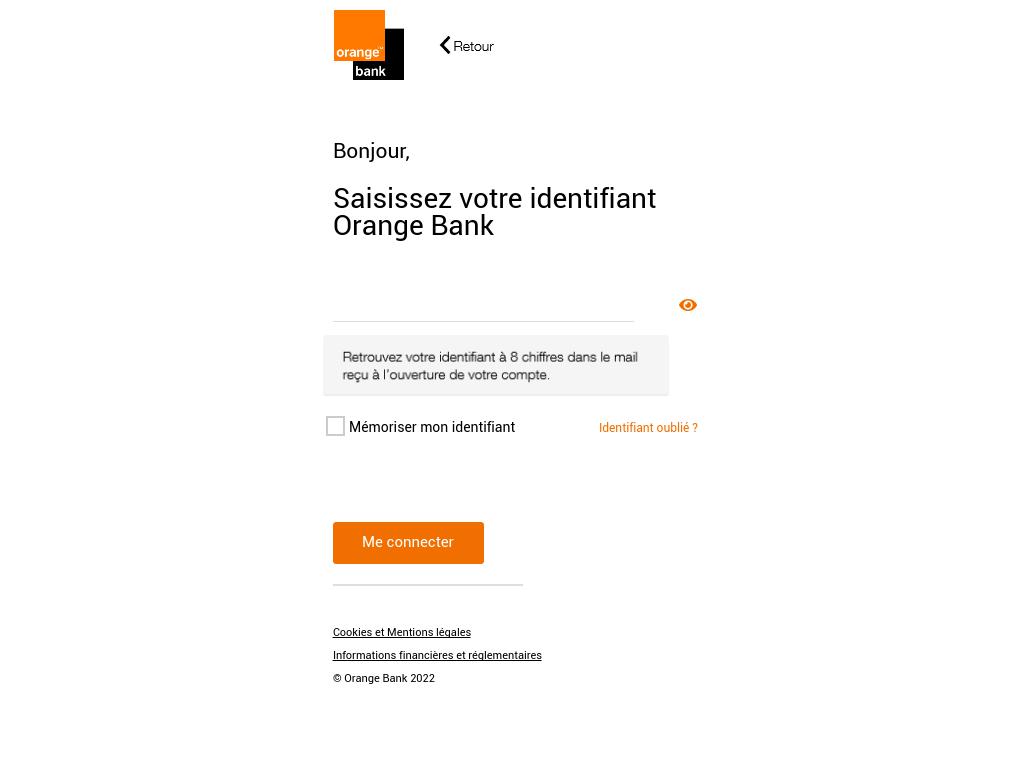 orange™
bank
Retour
Bonjour,
Saisissez votre identifiant
Orange Bank
Retrouvez votre identifiant à 8 chiffres dans le mail
reçu à l'ouverture de votre compte.
Mémoriser mon identifiant
Identifiant oublié ?
Me connecter
Cookies et Mentions légales
Informations financières et réglementaires
© Orange Bank 2022